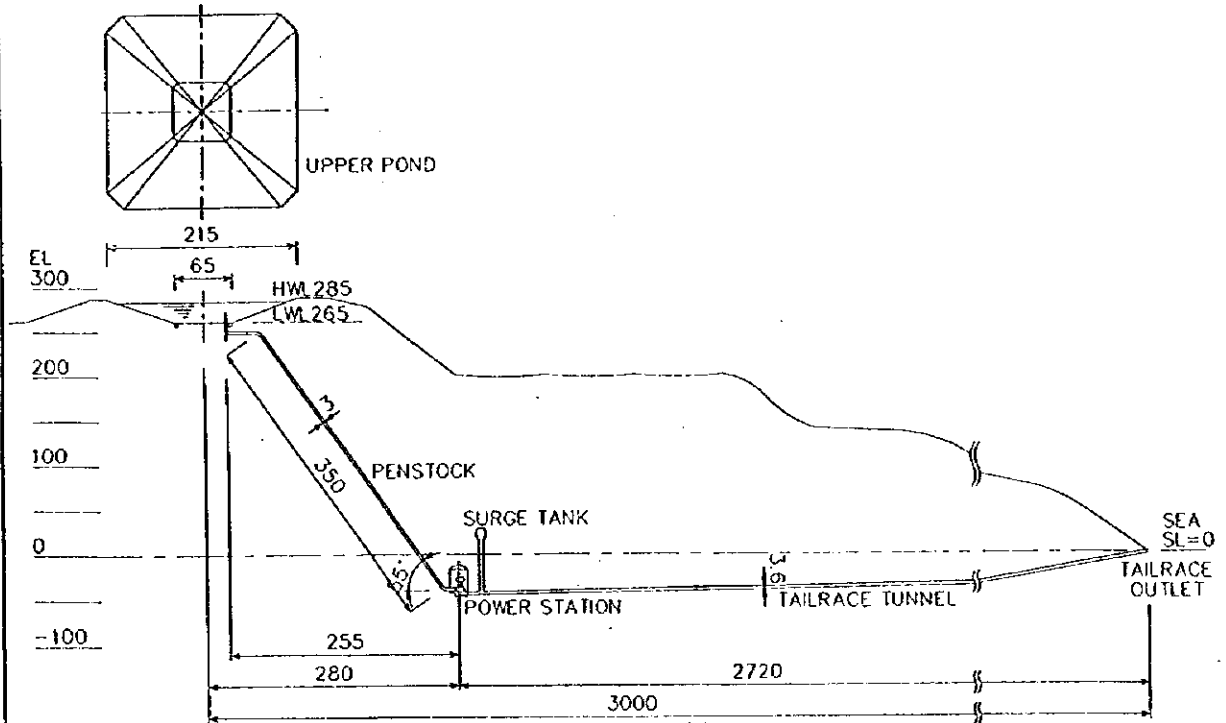 UPPER POND
215
65
EL
300
HWL285
LWL265
200
3
350
100
PENSTOCK
SURGE TANK
0
SEA
SL=0
55°
3.6
TAILRACE
OUTLET
POWER STATION
TAILRACE TUNNEL
-100
255
280
2720
3000